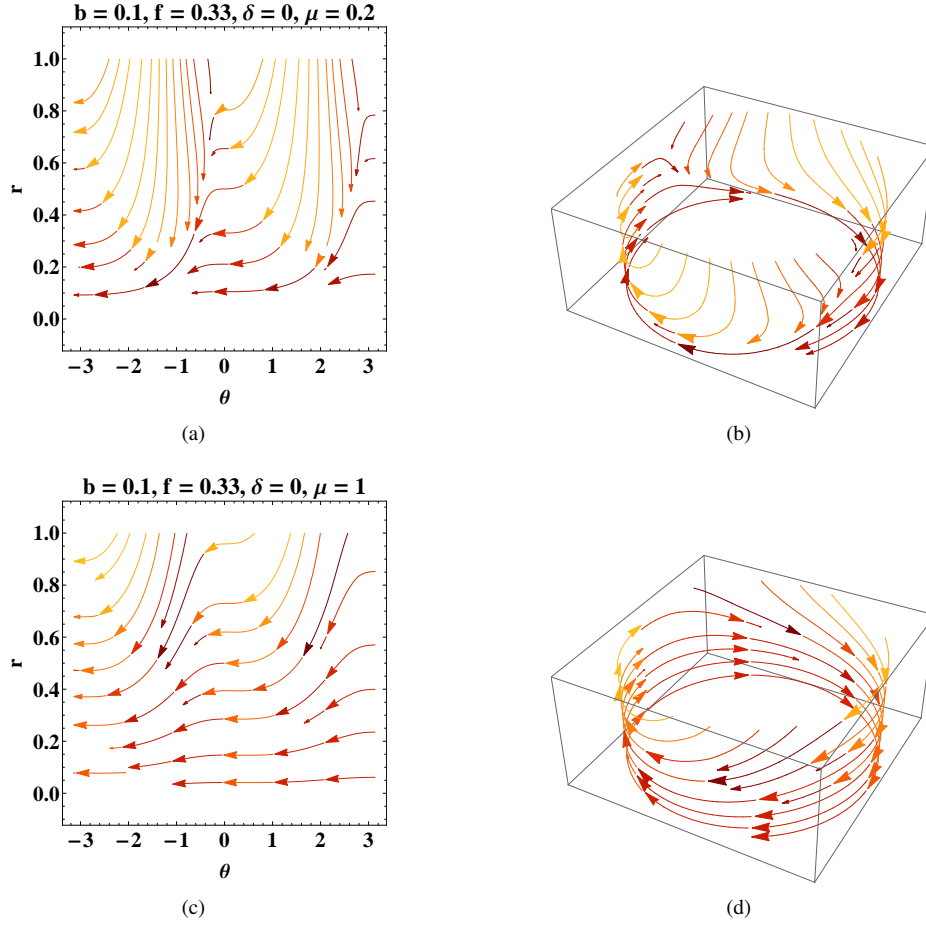 b = 0.1, f = 0.33, δ = 0, μ = 0.2
1.0
0.8
0.6
r
0.4
0.2
0.0
−3 −2 −1 0 1 2 3
θ
(a)
(b)
b = 0.1, f = 0.33, δ = 0, μ = 1
1.0
0.8
0.6
r
0.4
0.2
0.0
−3 −2 −1 0 1 2 3
θ
(c)
(d)